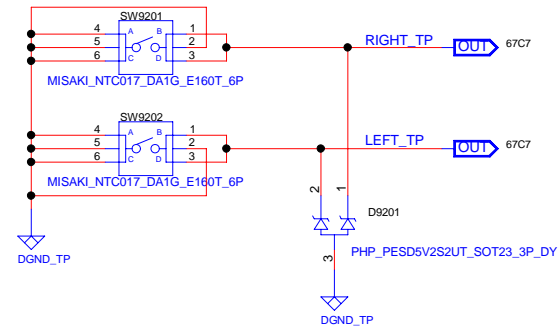 SW9201
4 A B 1
5 2
6 C D 3
MISAKI_NTC017_DA1G_E160T_6P
RIGHT_TP
OUT 67C7
SW9202
4 A B 1
5 2
6 C D 3
MISAKI_NTC017_DA1G_E160T_6P
LEFT_TP
OUT 67C7
2 1
D9201
PHP_PESD5V2S2UT_SOT23_3P_DY
3
DGND_TP
DGND_TP